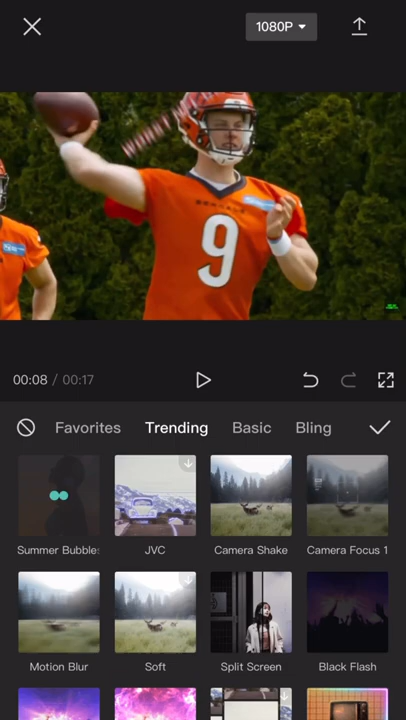 1080P
BENGALS
9
00:08 / 00:17
Favorites Trending Basic Bling
Summer Bubbles
JVC
Camera Shake
Camera Focus 1
Motion Blur
Soft
Split Screen
Black Flash